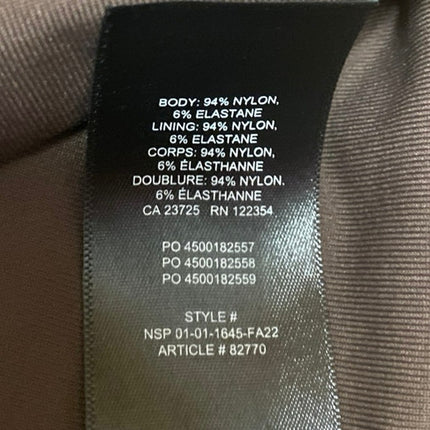 BODY: 94% NYLON,
6% ELASTANE
LINING: 94% NYLON,
6% ELASTANE
CORPS: 94% NYLON,
6% ÉLASTHANNE
DOUBLURE: 94% NYLON.
6% ÉLASTHANNE
CA 23725 RN 122354
PO 4500182557
PO 4500182558
PO 4500182559
STYLE #
NSP 01-01-1645-FA22
ARTICLE # 82770